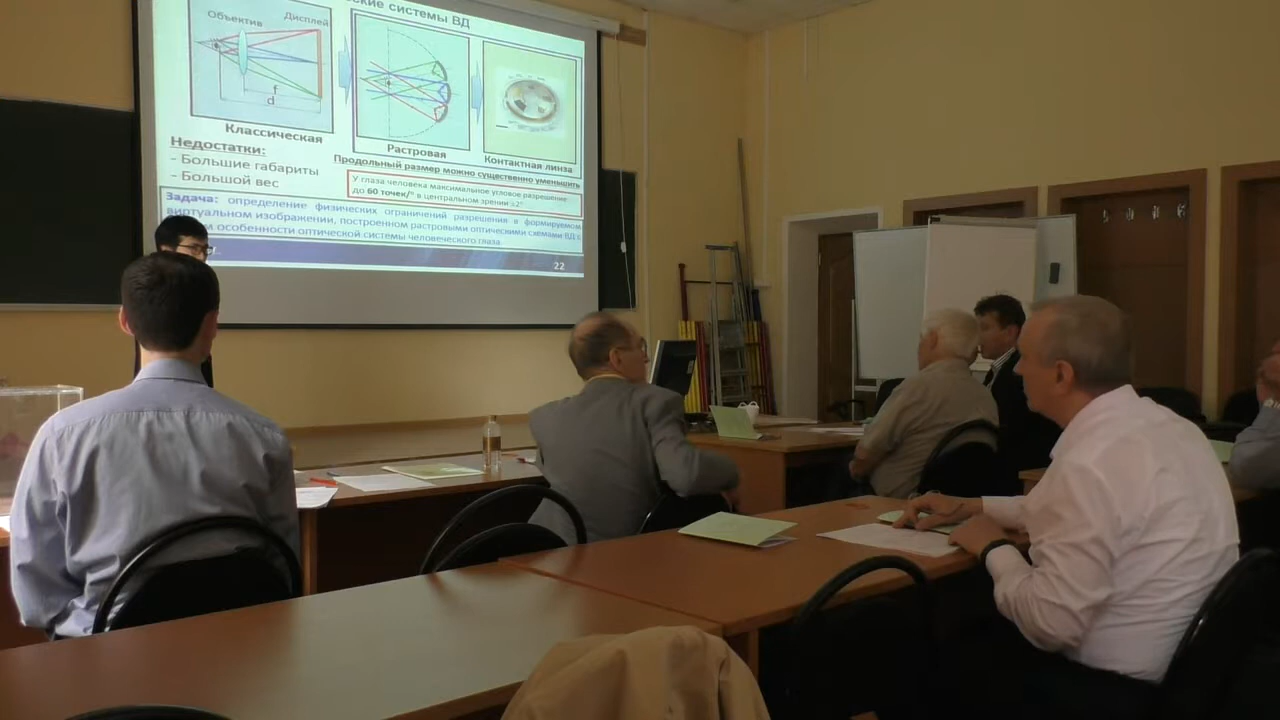 ские системы ВД
Объектив Дисплей
f
d
Классическая
Растровая
Контактная линза
Недостатки:
- Большие габариты
- Большой вес
Продольный размер можно существенно уменьшить
У глаза человека максимальное угловое разрешение
до 60 точек/° в центральном зрении ±2°
Задача: определение физических ограничений разрешения в формируемом
виртуальном изображении, построенном растровыми оптическими схемами ВД с
особенности оптической системы человеческого глаза
22